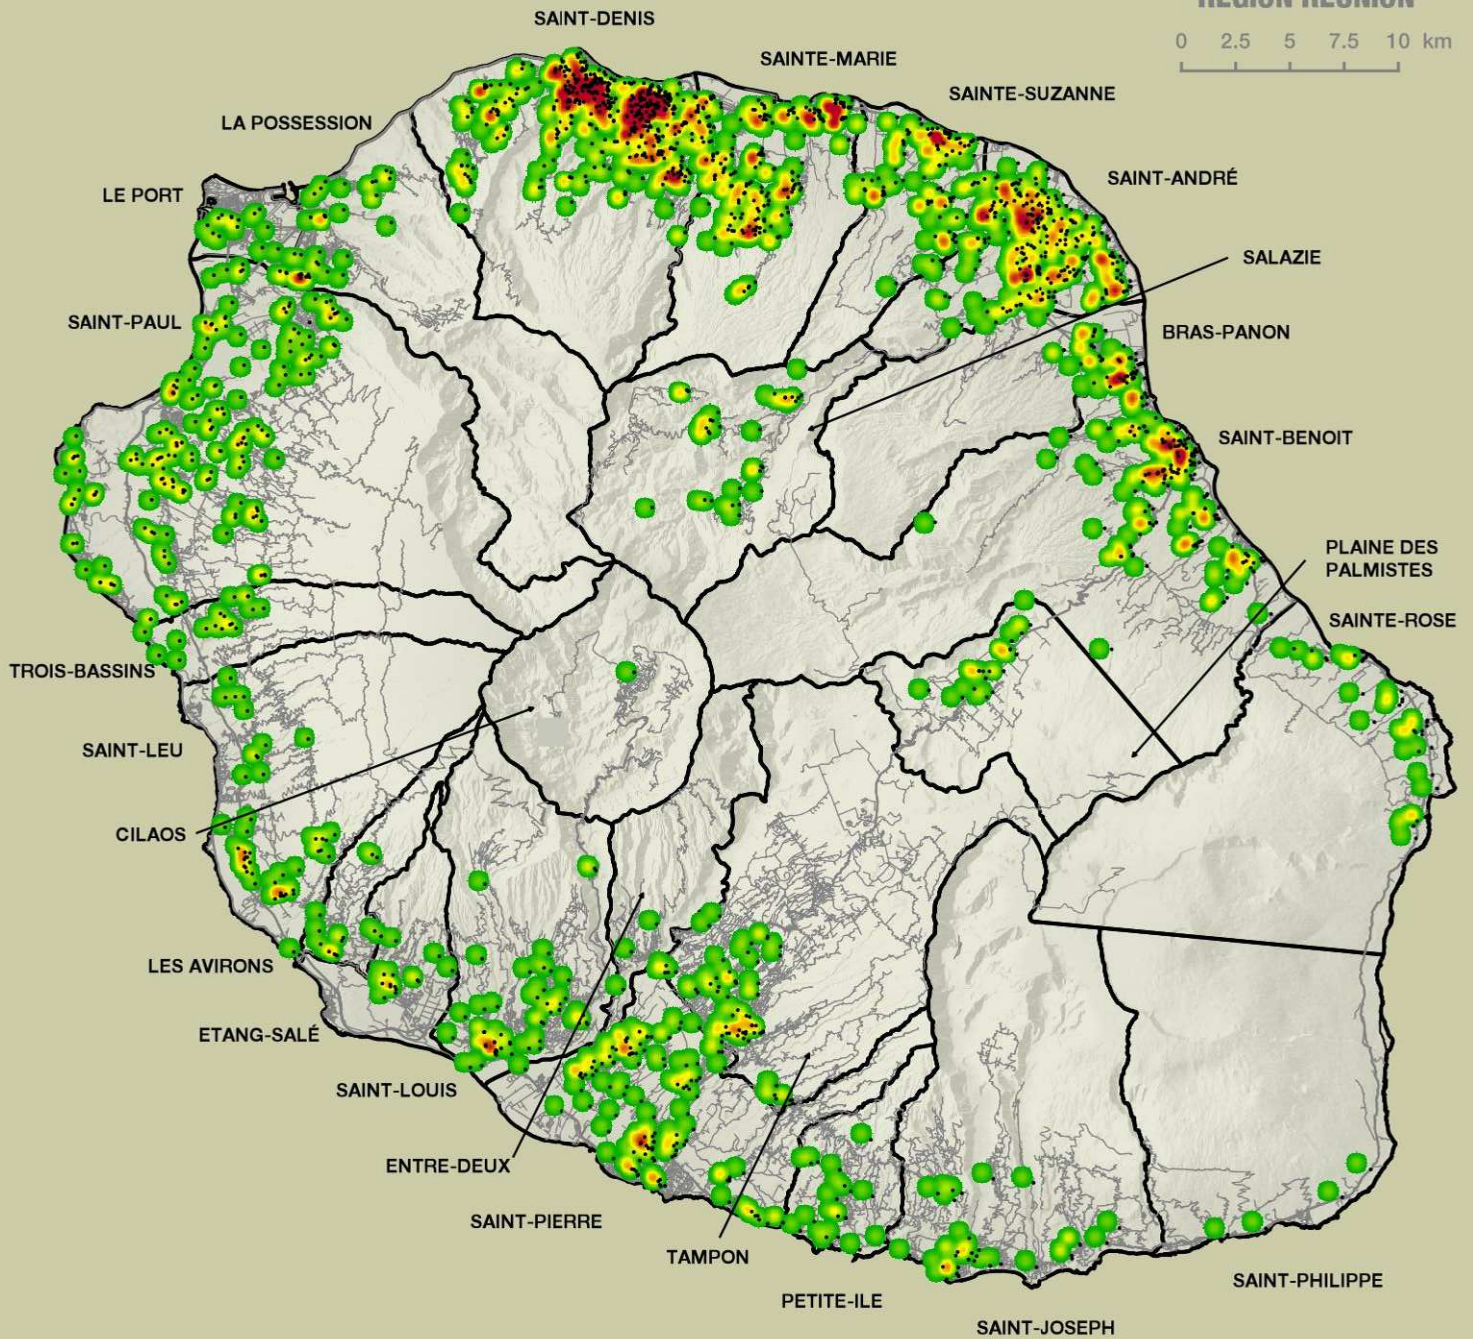 SAINT-DENIS
RÉGION RÉUNION
0 2.5 5 7.5 10 km
SAINTE-MARIE
SAINTE-SUZANNE
LA POSSESSION
SAINT-ANDRÉ
LE PORT
SALAZIE
SAINT-PAUL
BRAS-PANON
SAINT-BENOIT
PLAINE DES
PALMISTES
SAINTE-ROSE
TROIS-BASSINS
SAINT-LEU
CILAOS
LES AVIRONS
ETANG-SALÉ
SAINT-LOUIS
ENTRE-DEUX
SAINT-PIERRE
TAMPON
SAINT-PHILIPPE
PETITE-ILE
SAINT-JOSEPH